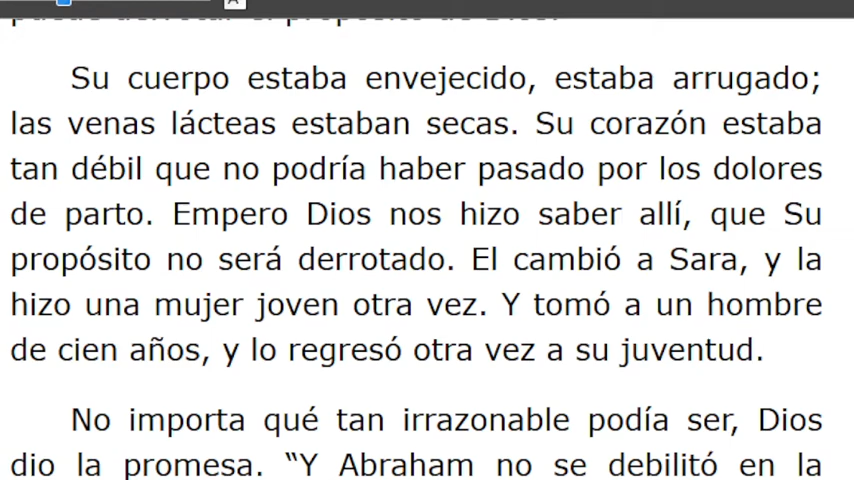 Su cuerpo estaba envejecido, estaba arrugado;
las venas lácteas estaban secas. Su corazón estaba
tan débil que no podría haber pasado por los dolores
de parto. Empero Dios nos hizo saber allí, que Su
propósito no será derrotado. El cambió a Sara, y la
hizo una mujer joven otra vez. Y tomó a un hombre
de cien años, y lo regresó otra vez a su juventud.
No importa qué tan irrazonable podía ser, Dios
dio la promesa. “Y Abraham no se debilitó en la